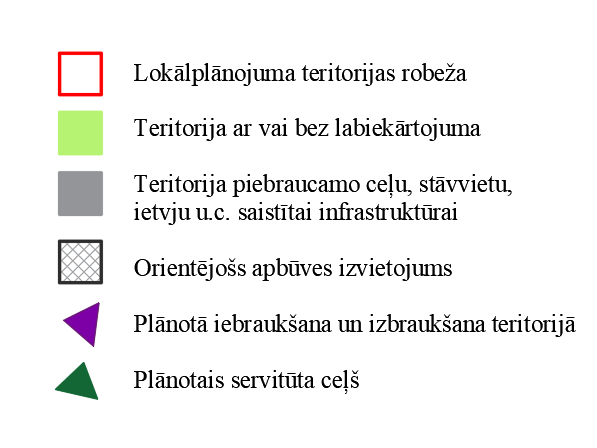 Lokālplānojuma teritorijas robeža
Teritorija ar vai bez labiekārtojuma
Teritorija piebraucamo ceļu, stāvvietu,
ietvju u.c. saistītai infrastruktūrai
Orientējošs apbūves izvietojums
Plānotā iebraukšana un izbraukšana teritorijā
Plānotais servitūta ceļš